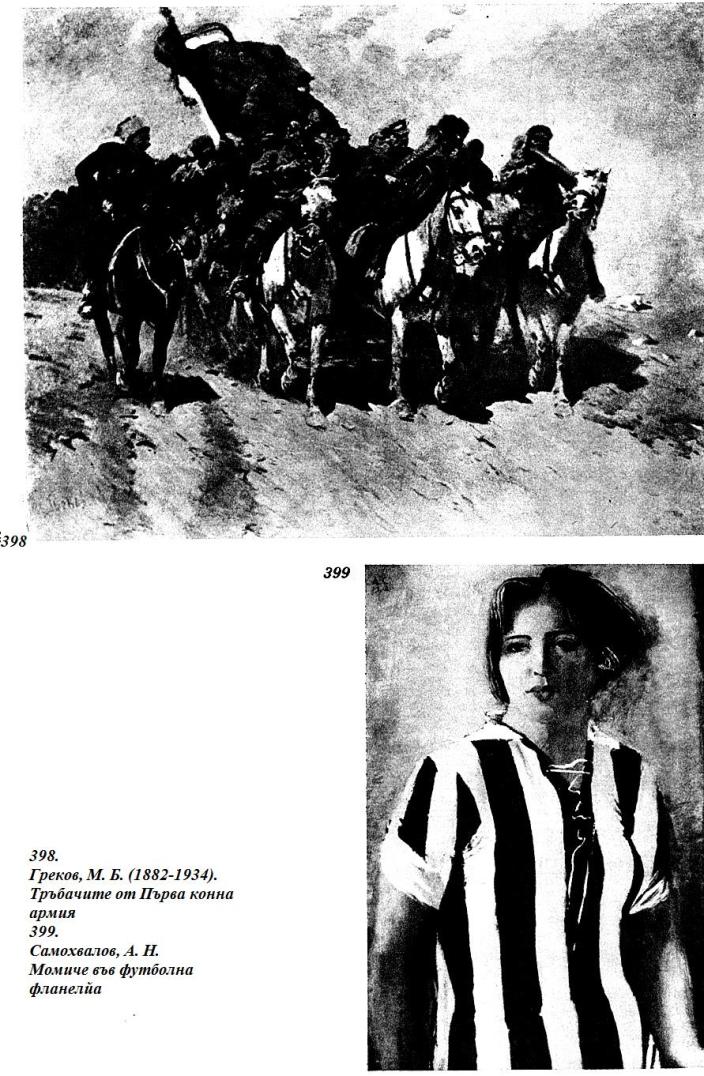 398
399
398.
Греков, М. Б. (1882-1934).
Тръбачите от Първа конна
армия
399.
Самохвалов, А. Н.
Момиче във футболна
фланелйа